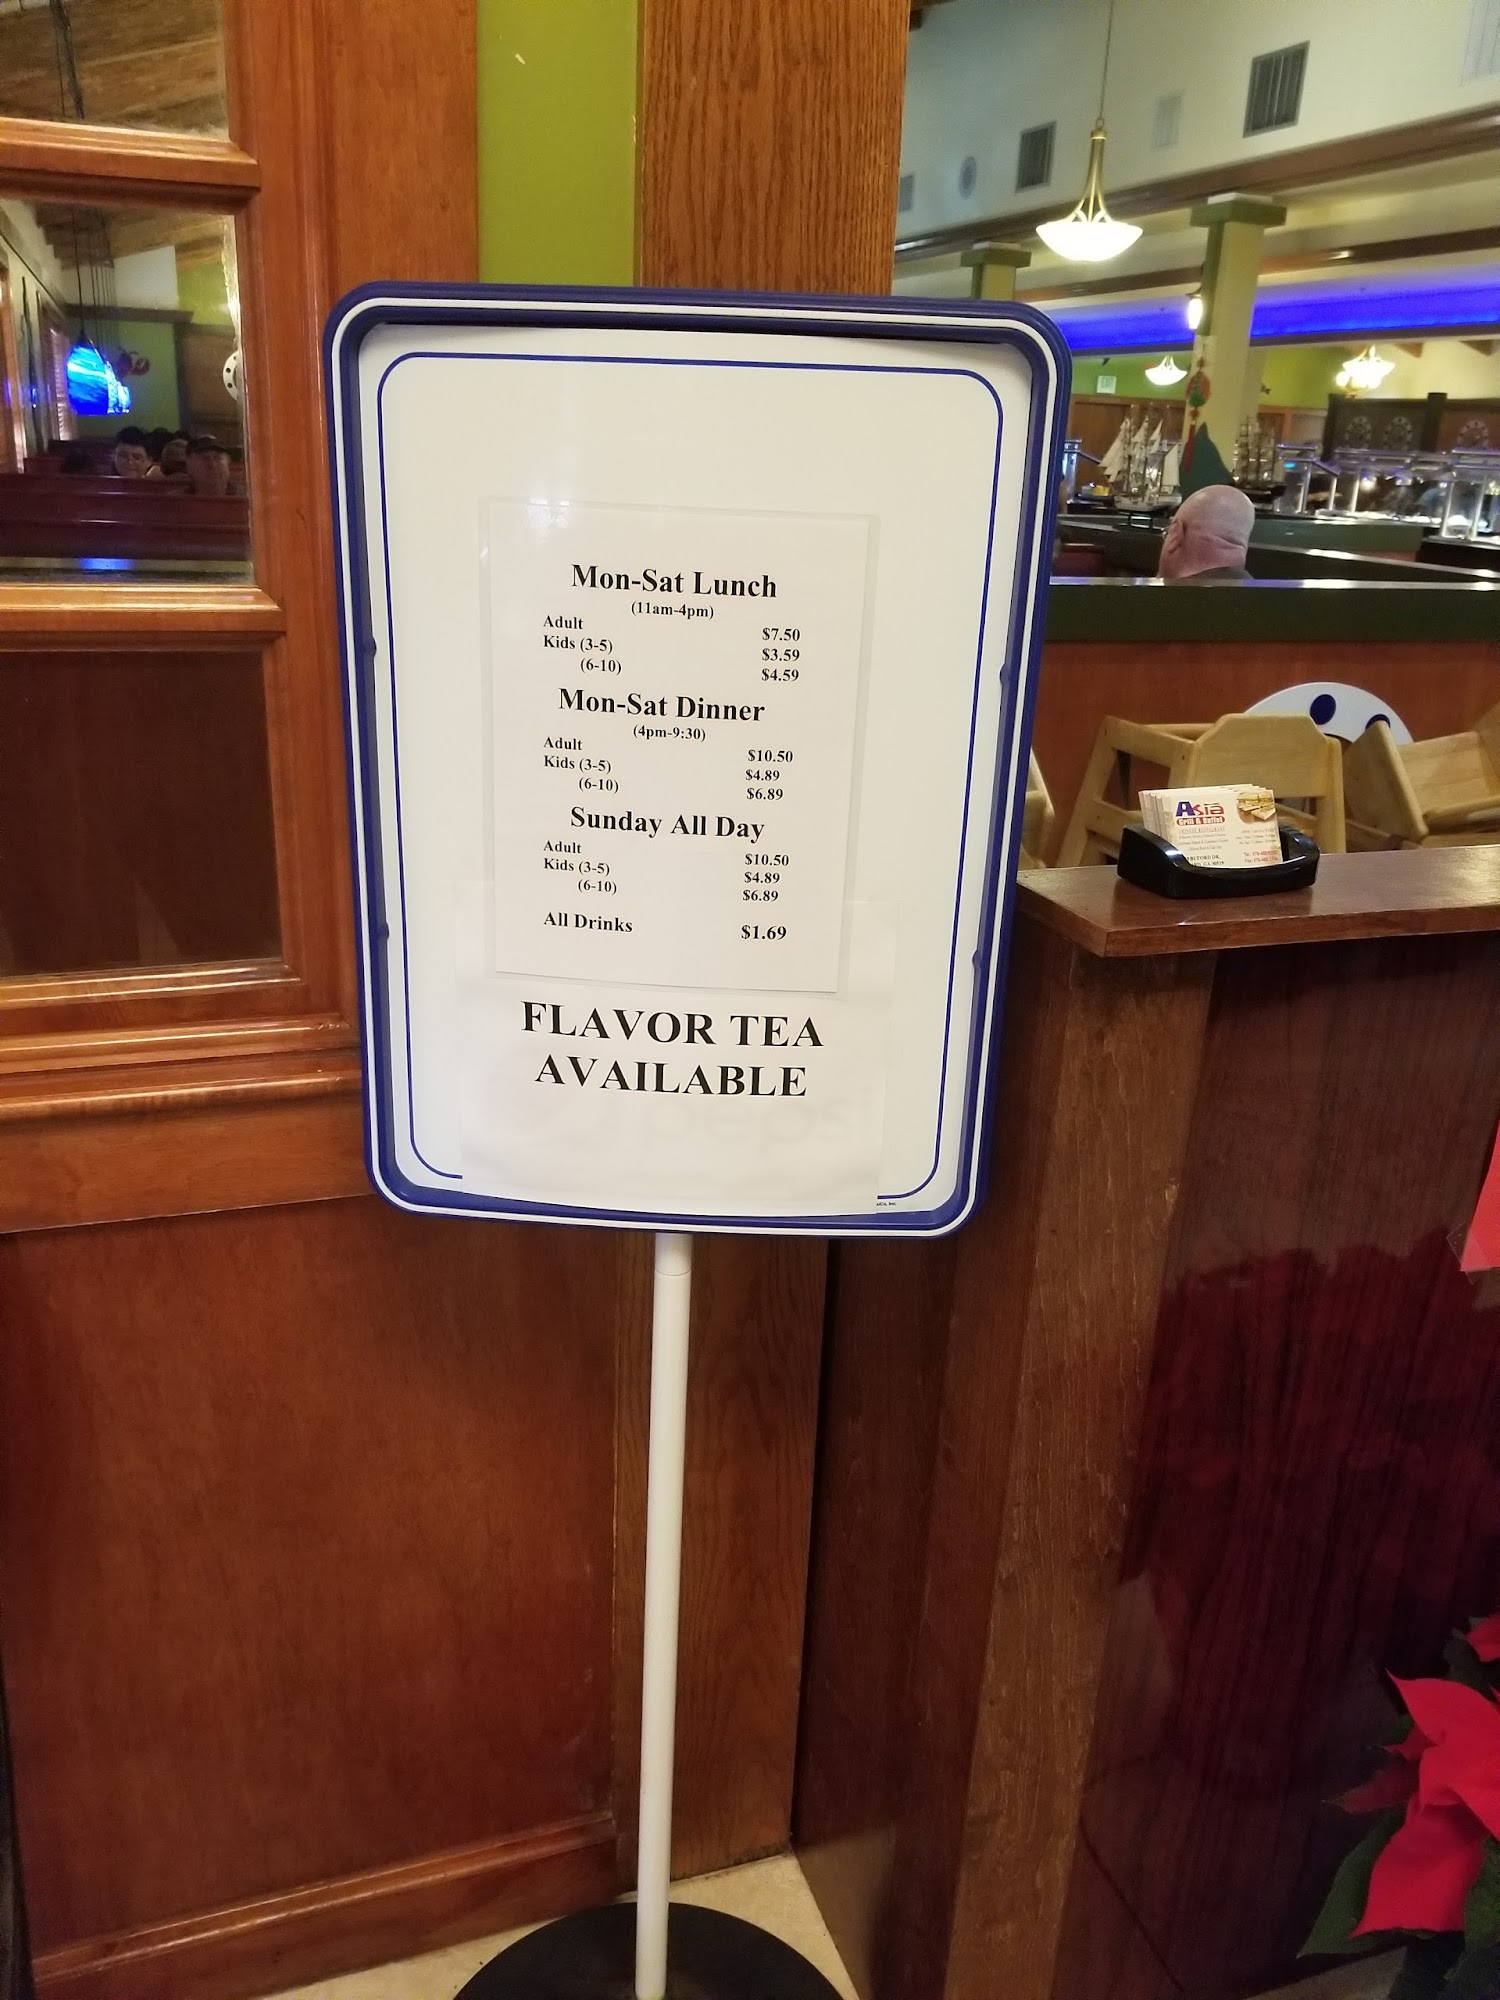 Mon-Sat Lunch
(11am-4pm)
Adult $7.50
Kids (3-5) $3.59
(6-10) $4.59
Mon-Sat Dinner
(4pm-9:30)
Adult $10.50
Kids (3-5) $4.89
(6-10) $6.89
Sunday All Day
Adult $10.50
Kids (3-5) $4.89
(6-10) $6.89
All Drinks $1.69
FLAVOR TEA
AVAILABLE
Asia
Grill & Buffet